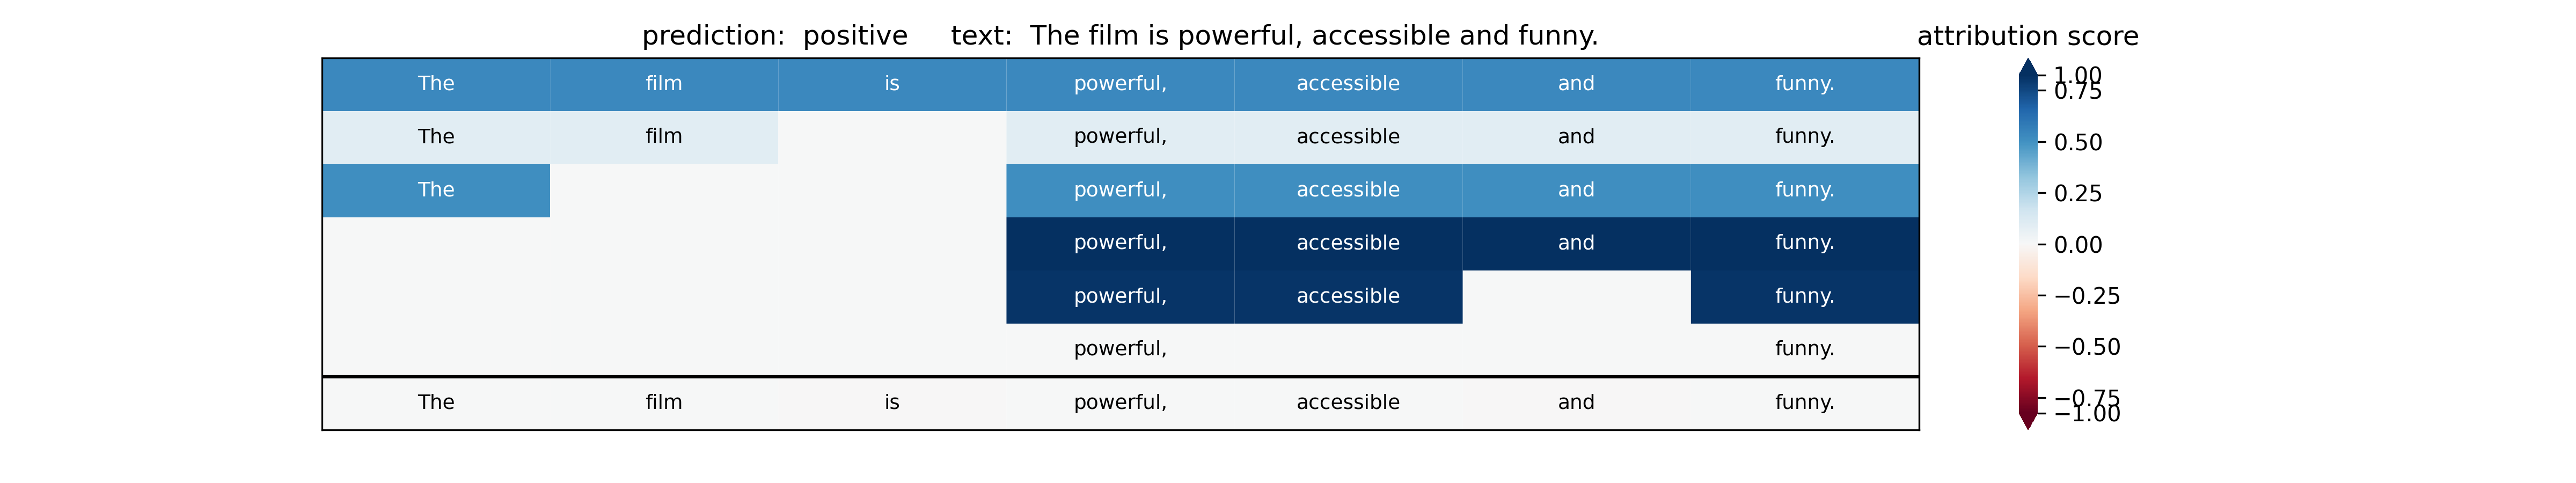 prediction: positive text: The film is powerful, accessible and funny.
attribution score
The film is powerful, accessible and funny.
The film powerful, accessible and funny.
The powerful, accessible and funny.
powerful, accessible and funny.
powerful, accessible funny.
powerful, funny.
The film is powerful, accessible and funny.
1.00
0.75
0.50
0.25
0.00
−0.25
−0.50
−0.75
−1.00